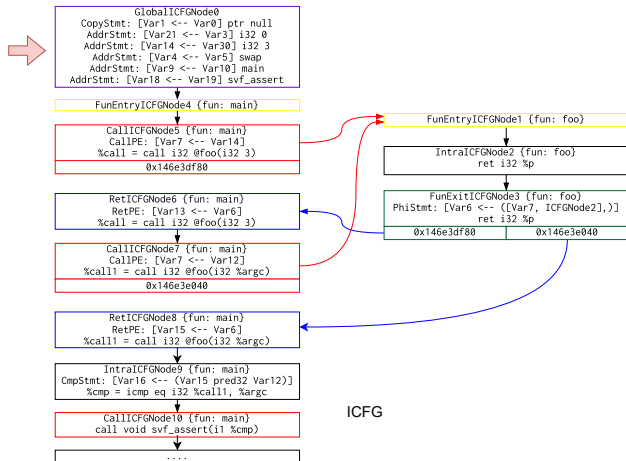 GlobalICFGNode0
CopyStmt: [Var1 <-- Var0] ptr null
AddrStmt: [Var21 <-- Var3] i32 0
AddrStmt: [Var14 <-- Var30] i32 3
AddrStmt: [Var4 <-- Var5] swap
AddrStmt: [Var9 <-- Var10] main
AddrStmt: [Var18 <-- Var19] svf_assert
FunEntryICFGNode4 {fun: main}
CallICFGNode5 {fun: main}
CallPE: [Var7 <-- Var14]
%call = call i32 @foo(i32 3)
0x146e3df80
RetICFGNode6 {fun: main}
RetPE: [Var13 <-- Var6]
%call = call i32 @foo(i32 3)
CallICFGNode7 {fun: main}
CallPE: [Var7 <-- Var12]
%call1 = call i32 @foo(i32 %argc)
0x146e3e040
RetICFGNode8 {fun: main}
RetPE: [Var15 <-- Var6]
%call1 = call i32 @foo(i32 %argc)
IntraICFGNode9 {fun: main}
CmpStmt: [Var16 <-- (Var15 pred32 Var12)]
%cmp = icmp eq i32 %call1, %argc
CallICFGNode10 {fun: main}
call void svf_assert(i1 %cmp)
....
FunEntryICFGNode1 {fun: foo}
IntraICFGNode2 {fun: foo}
ret i32 %p
FunExitICFGNode3 {fun: foo}
PhiStmt: [Var6 <-- ([Var7, ICFGNode2],)]
ret i32 %p
0x146e3df80 0x146e3e040
ICFG